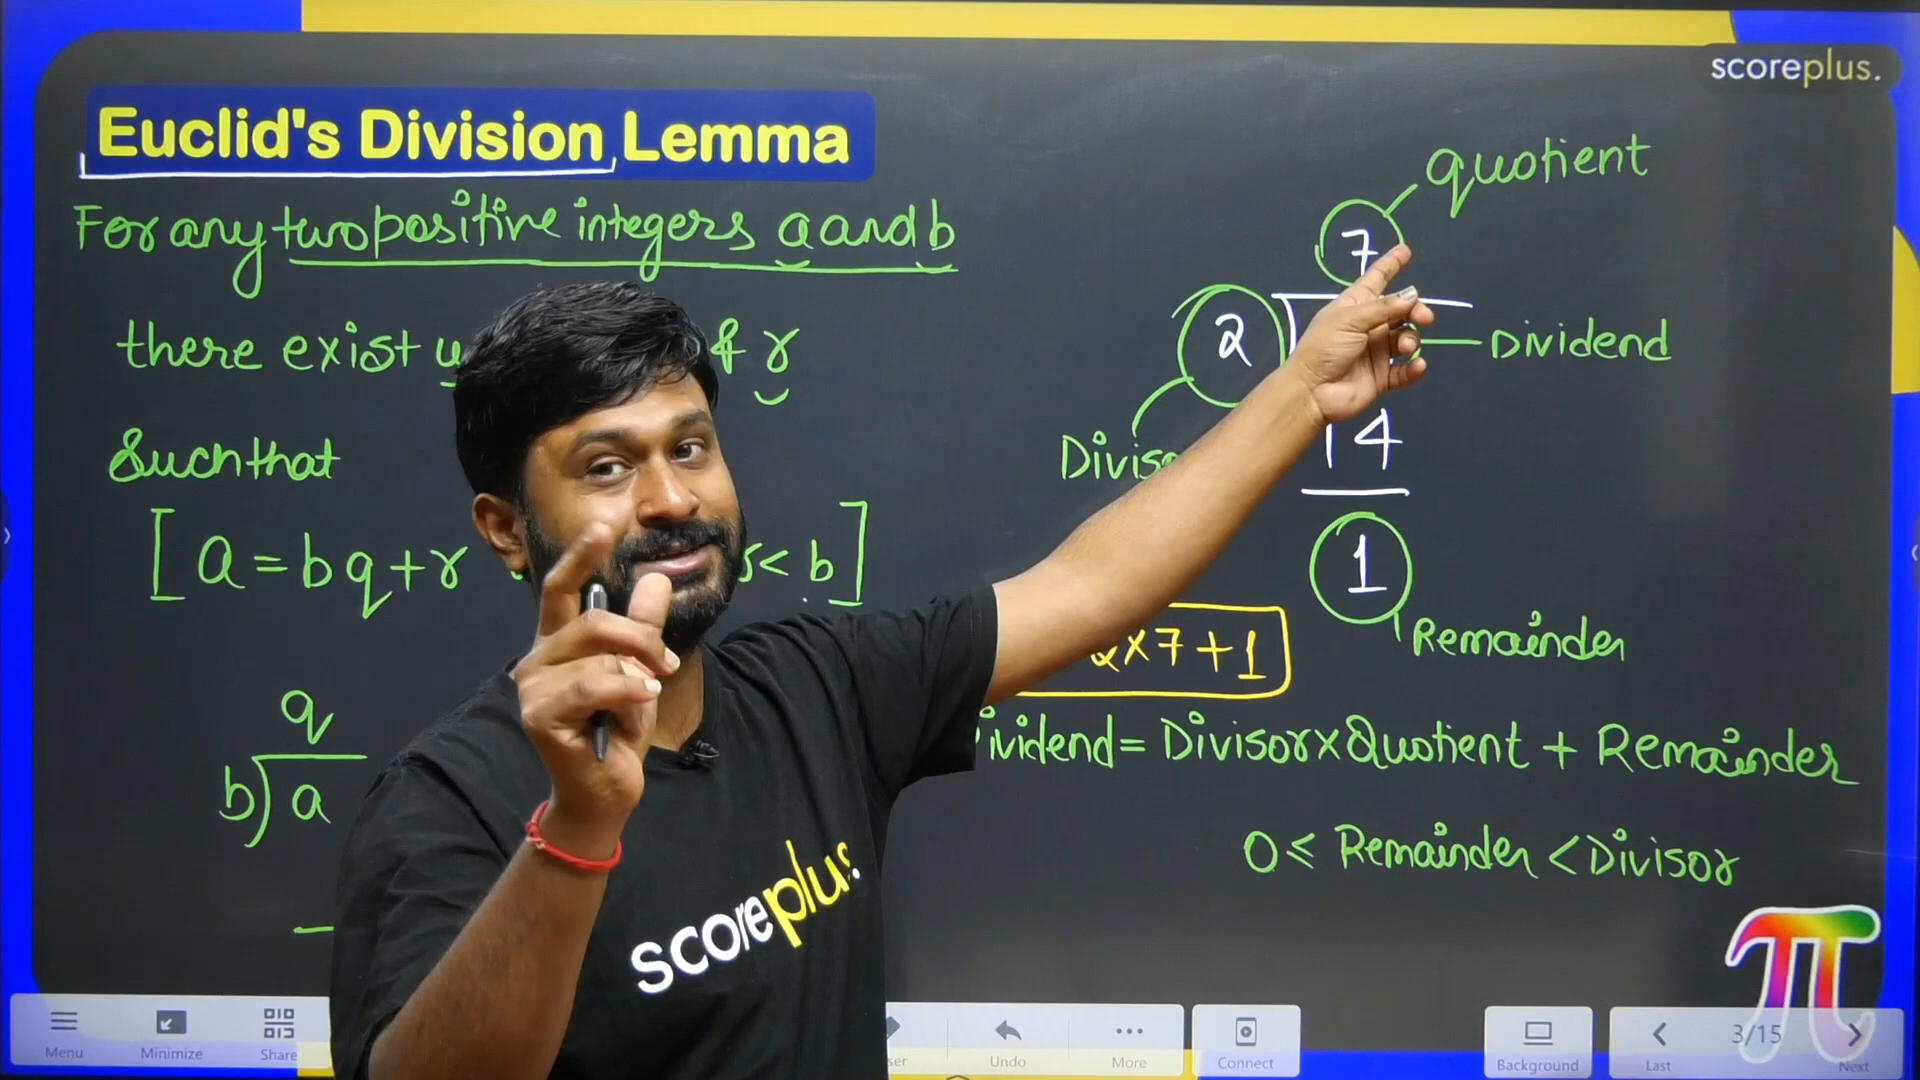 scoreplus.
Euclid's Division Lemma
For any two positive integers a and b
there exist & r
Such that
[a = bq + r < b]
q
b) a
quotient
7
2
Dividend
14
1
Remainder
2×7+1
Dividend = Divisor × Quotient + Remainder
0 ≤ Remainder < Divisor
scoreplus.
π
Menu
Minimize
Share
Undo
More
Connect
Background
Last
3/15
Next